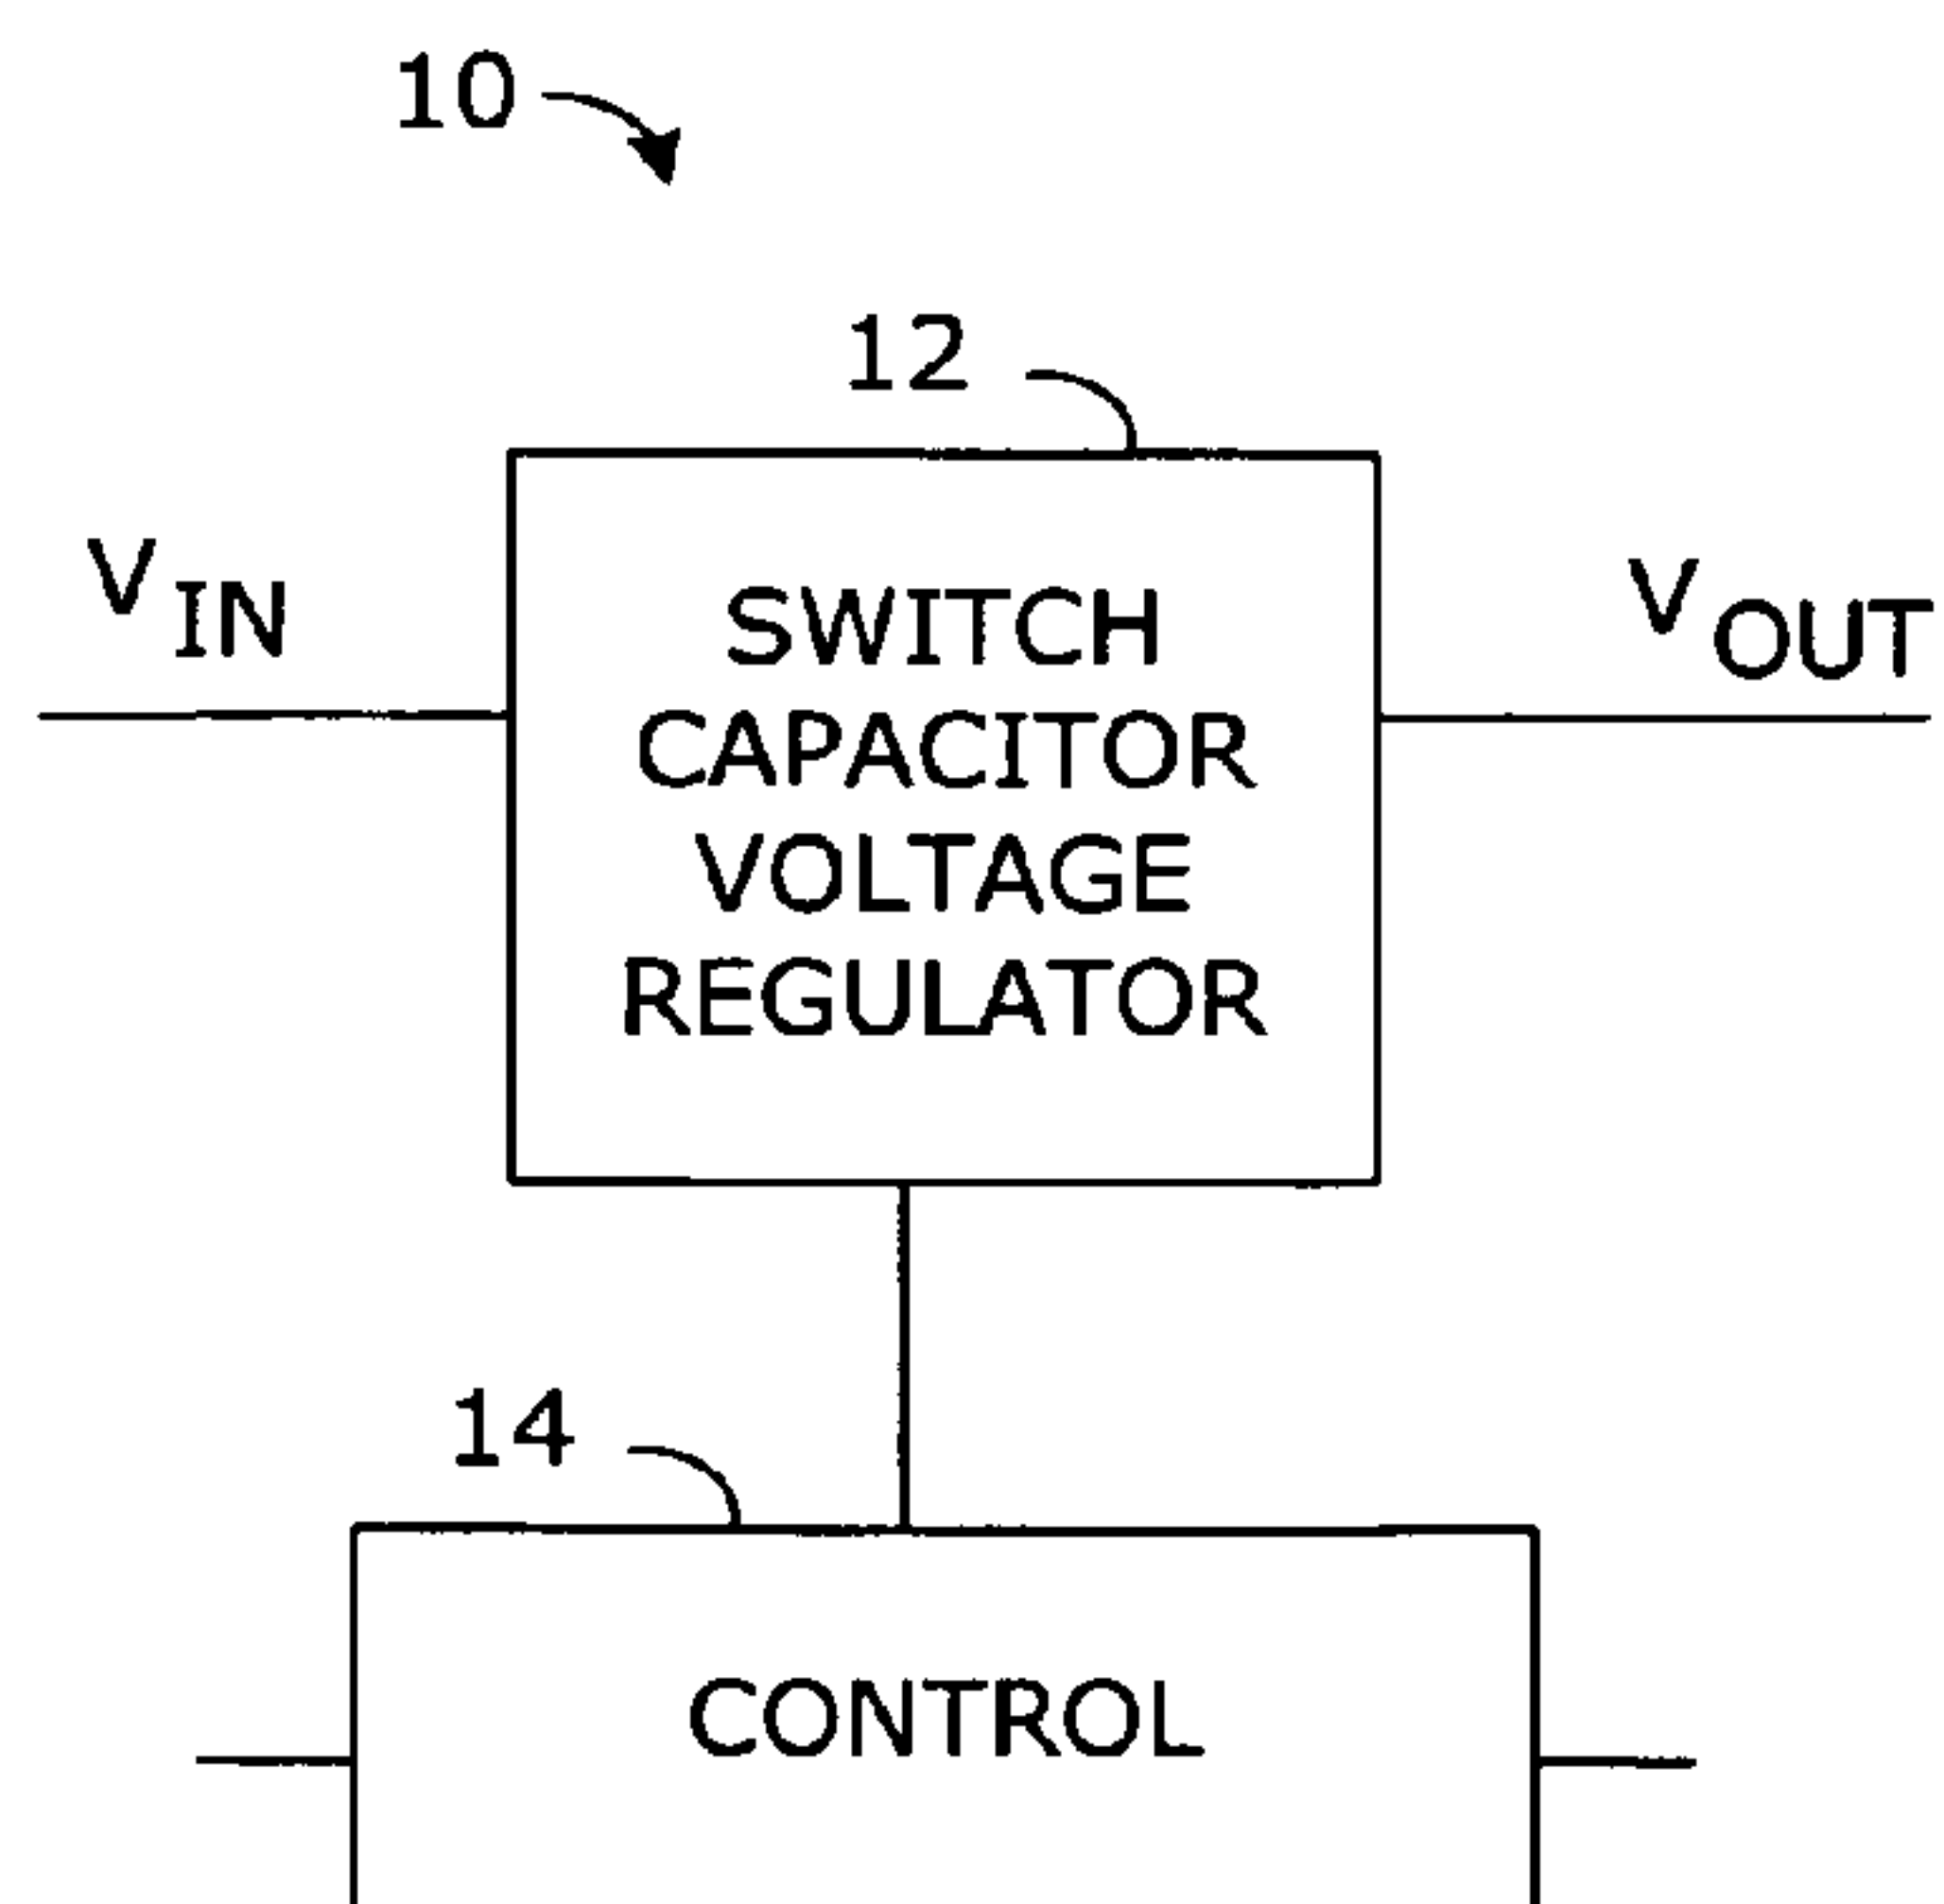 10
12
VIN
VOUT
SWITCH
CAPACITOR
VOLTAGE
REGULATOR
14
CONTROL